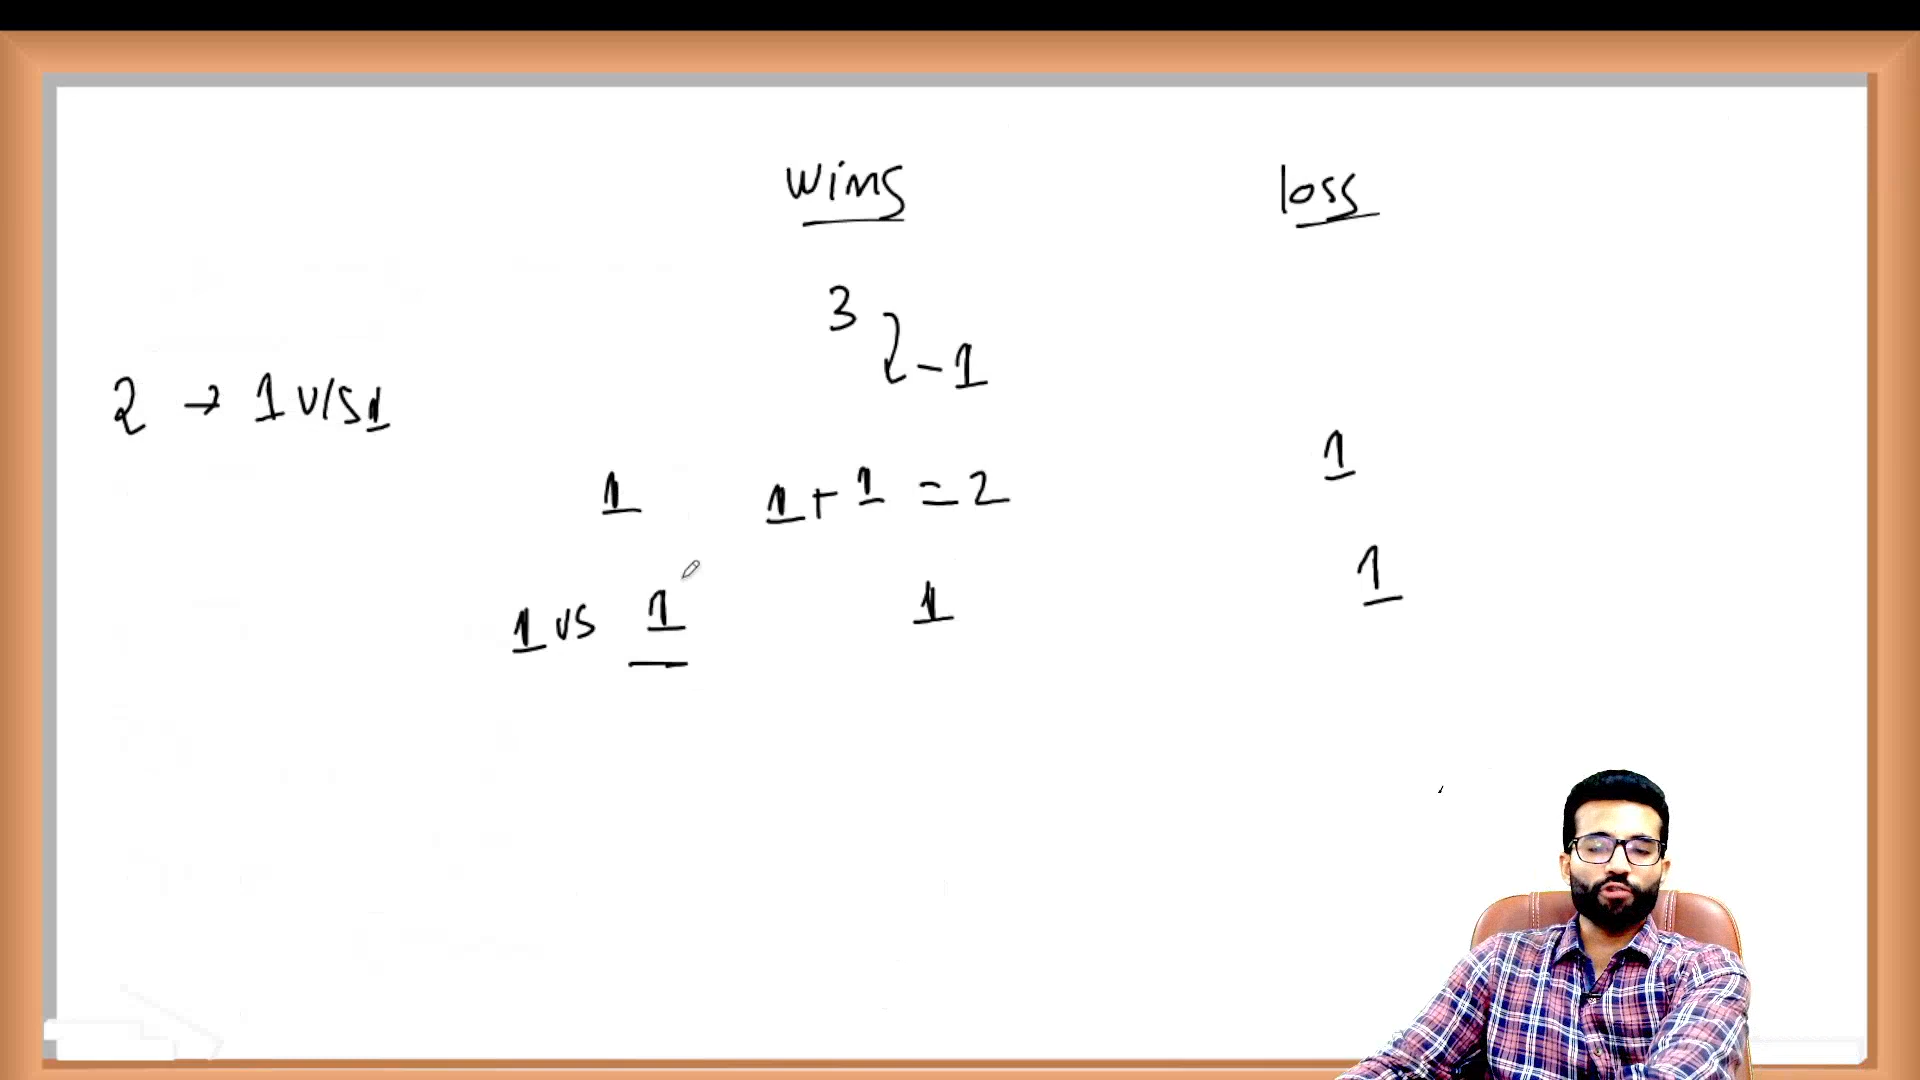 wins loss
3
2 - 1
2 → 1 v/s 1
1
1 1 + 1 = 2
1
1 vs 1 1